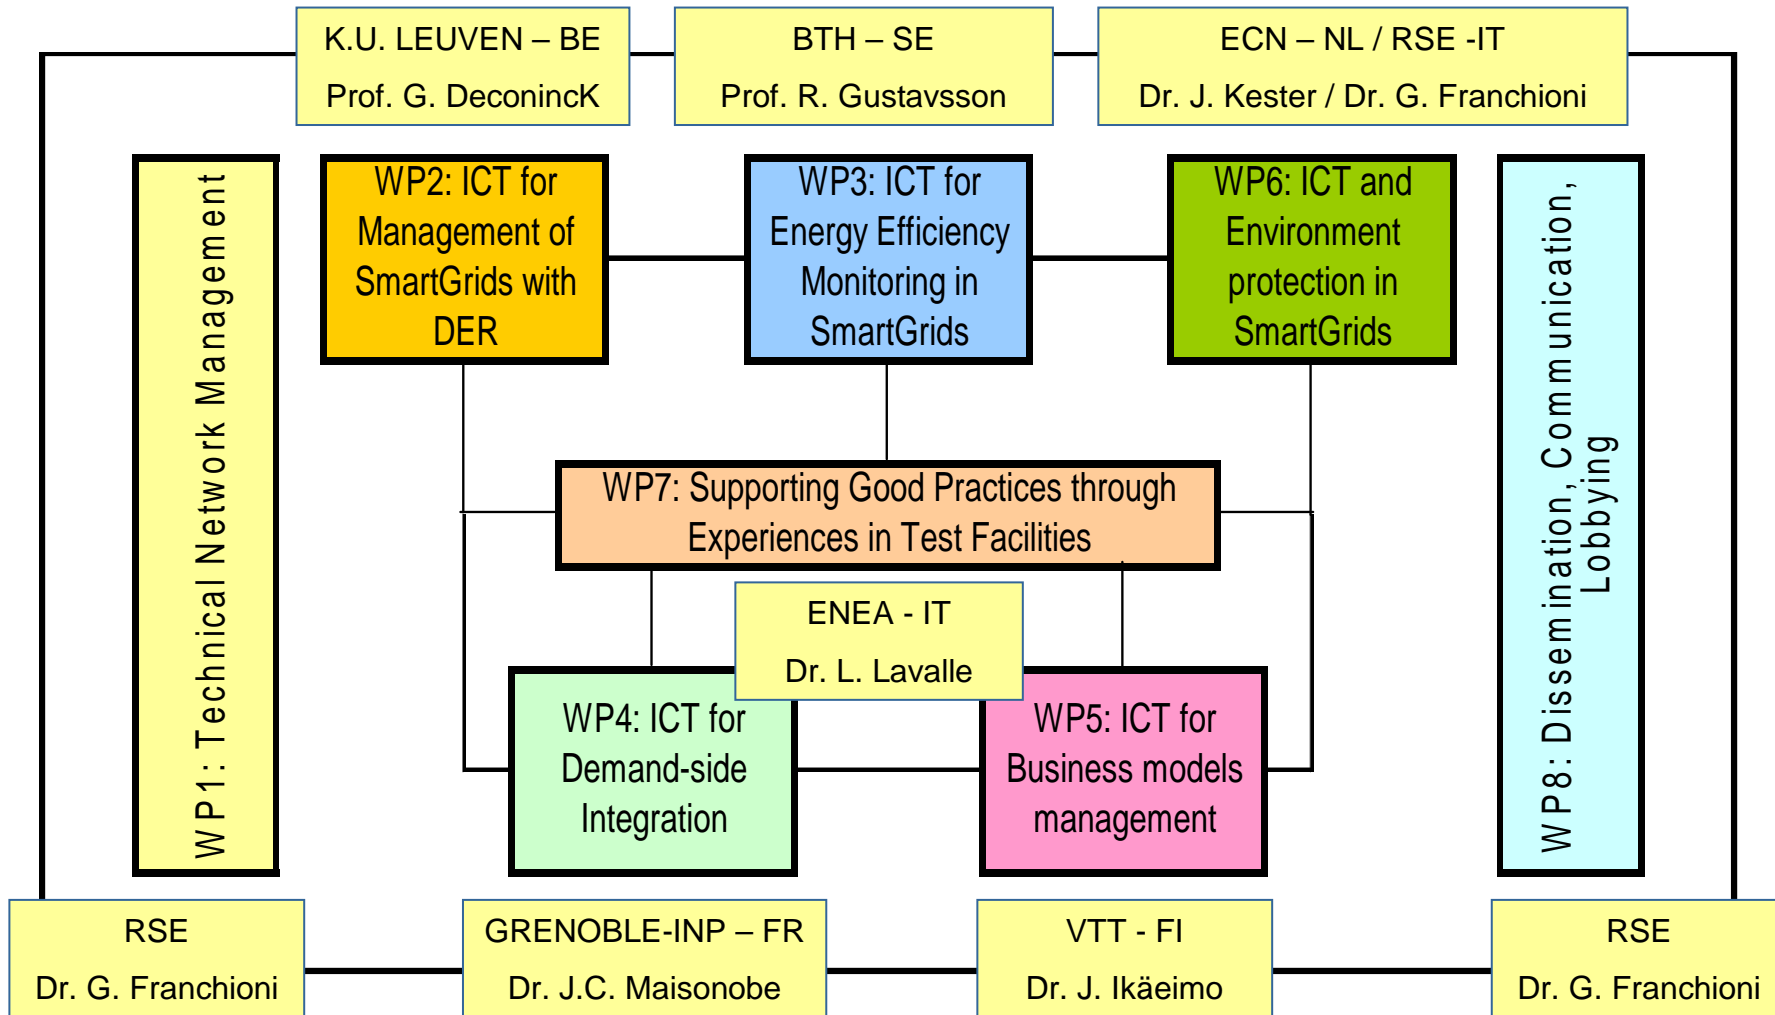 K.U. LEUVEN – BE
Prof. G. DeconincK
BTH – SE
Prof. R. Gustavsson
ECN – NL / RSE -IT
Dr. J. Kester / Dr. G. Franchioni
WP1: Technical Network Management
WP2: ICT for
Management of
SmartGrids with
DER
WP3: ICT for
Energy Efficiency
Monitoring in
SmartGrids
WP6: ICT and
Environment
protection in
SmartGrids
WP8: Dissemination, Communication,
Lobbying
WP7: Supporting Good Practices through
Experiences in Test Facilities
ENEA - IT
Dr. L. Lavalle
WP4: ICT for
Demand-side
Integration
WP5: ICT for
Business models
management
RSE
Dr. G. Franchioni
GRENOBLE-INP – FR
Dr. J.C. Maisonobe
VTT - FI
Dr. J. Ikäeimo
RSE
Dr. G. Franchioni